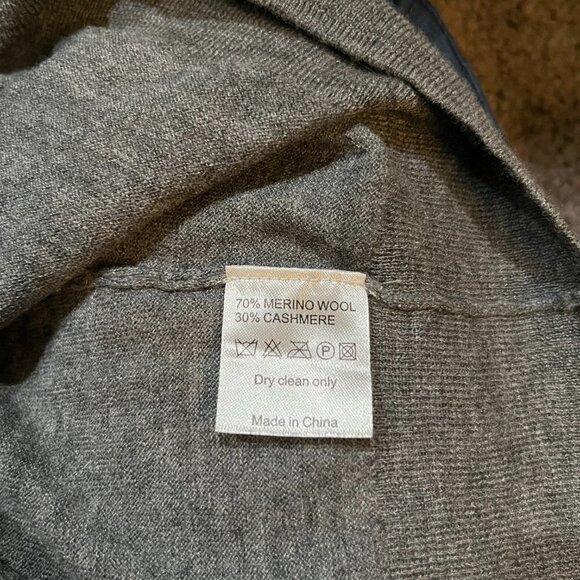 70% MERINO WOOL
30% CASHMERE
P
Dry clean only
Made in China